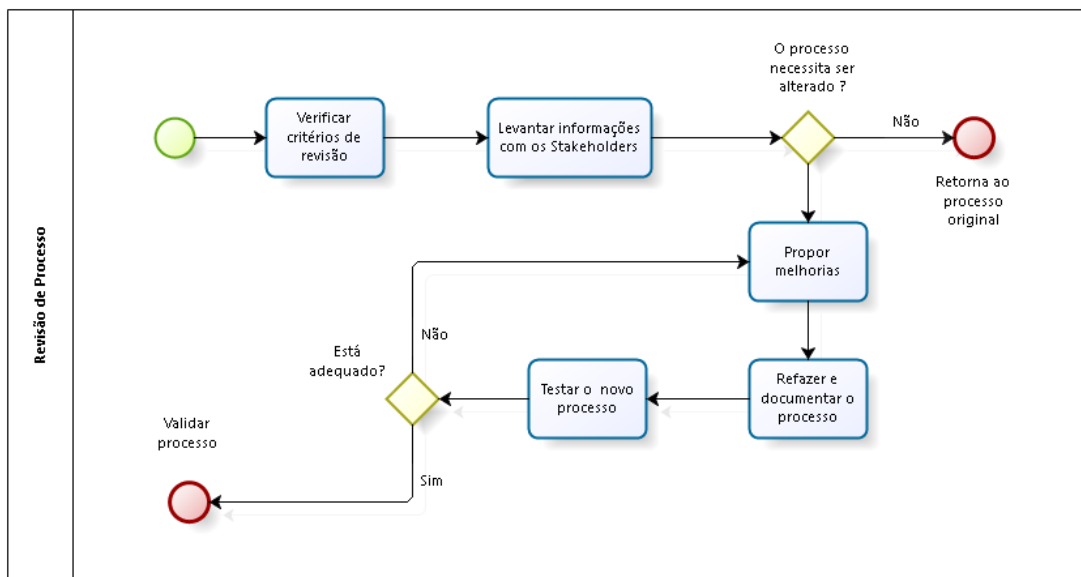 Revisão de Processo
Verificar
critérios de
revisão
Levantar informações
com os Stakeholders
O processo
necessita ser
alterado ?
Não
Retorna ao
processo
original
Propor
melhorias
Refazer e
documentar o
processo
Testar o novo
processo
Está
adequado?
Não
Sim
Validar
processo